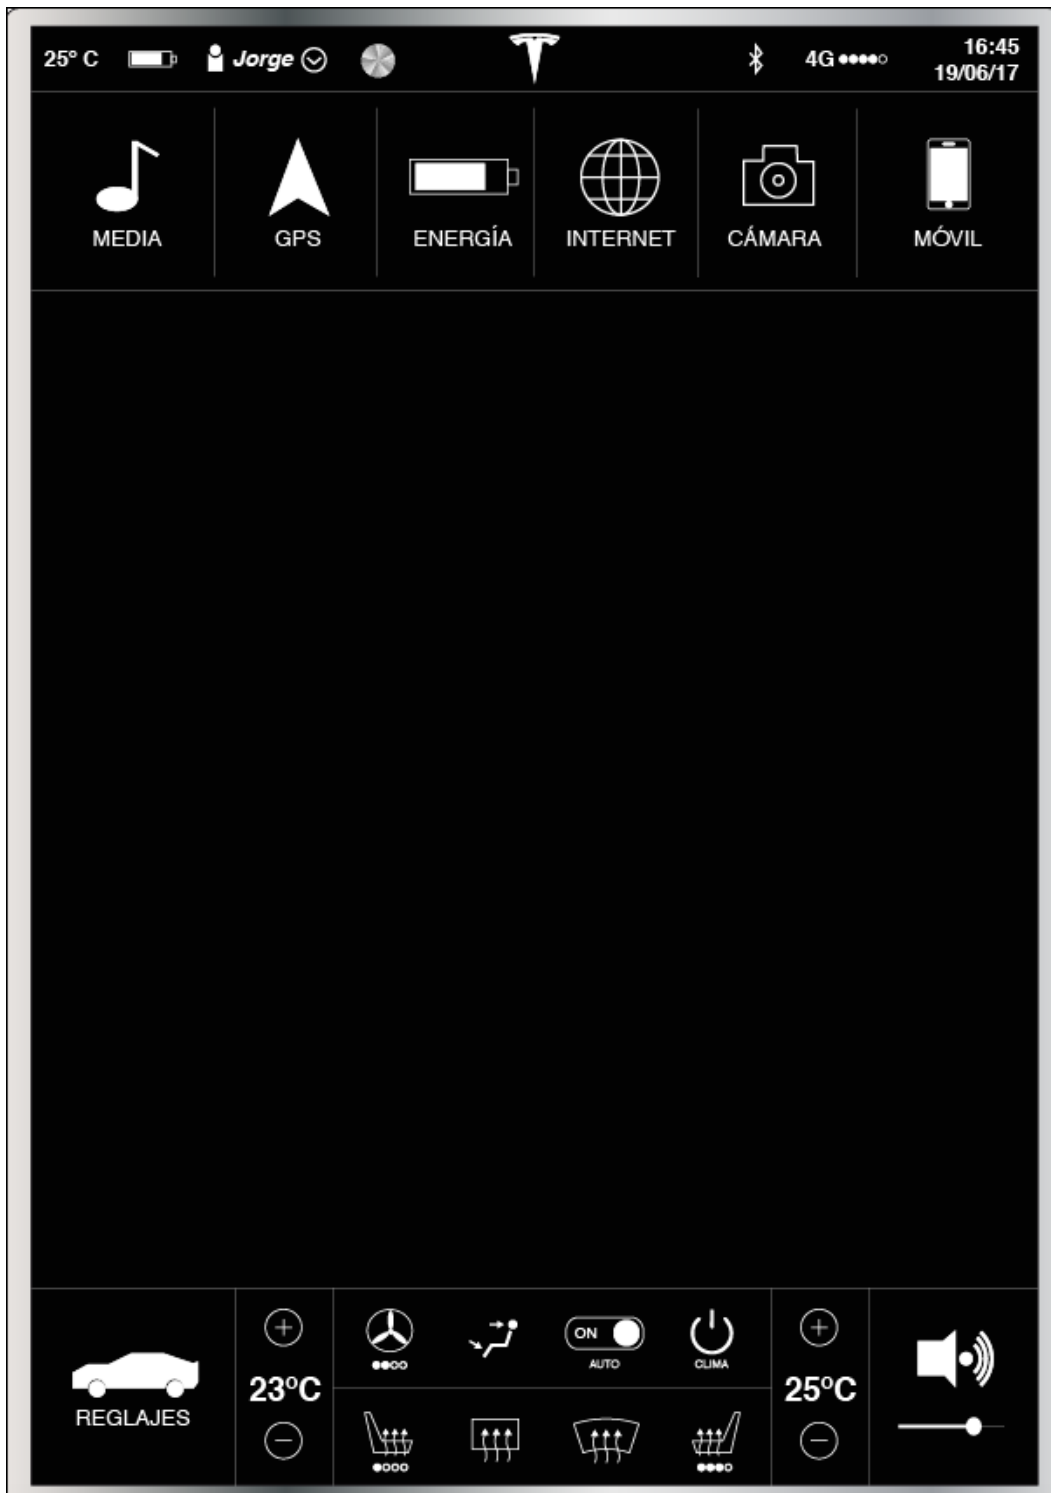 25° C
Jorge
4G
16:45
19/06/17
MEDIA
GPS
ENERGÍA
INTERNET
CÁMARA
MÓVIL
REGLAJES
23ºC
ON
AUTO
CLIMA
25ºC